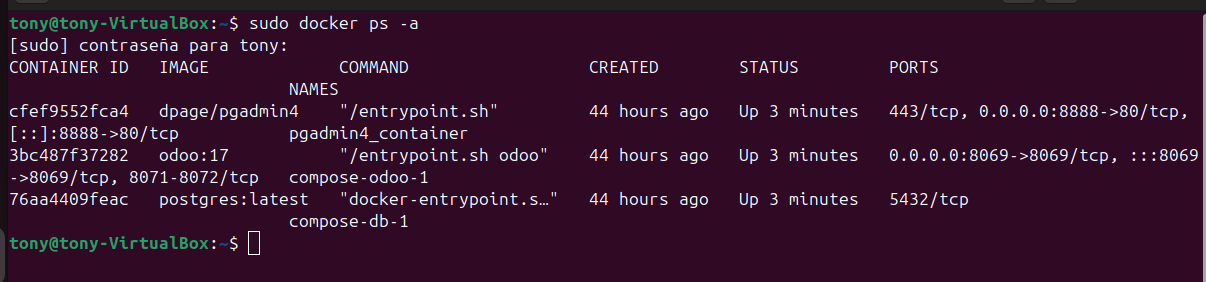 tony@tony-VirtualBox:~$ sudo docker ps -a
[sudo] contraseña para tony:
CONTAINER ID   IMAGE             COMMAND                  CREATED        STATUS         PORTS
                            NAMES
cfef9552fca4   dpage/pgadmin4    "/entrypoint.sh"         44 hours ago   Up 3 minutes   443/tcp, 0.0.0.0:8888->80/tcp,
[::]:8888->80/tcp           pgadmin4_container
3bc487f37282   odoo:17           "/entrypoint.sh odoo"    44 hours ago   Up 3 minutes   0.0.0.0:8069->8069/tcp, :::8069
->8069/tcp, 8071-8072/tcp   compose-odoo-1
76aa4409feac   postgres:latest   "docker-entrypoint.s…"   44 hours ago   Up 3 minutes   5432/tcp
                            compose-db-1
tony@tony-VirtualBox:~$